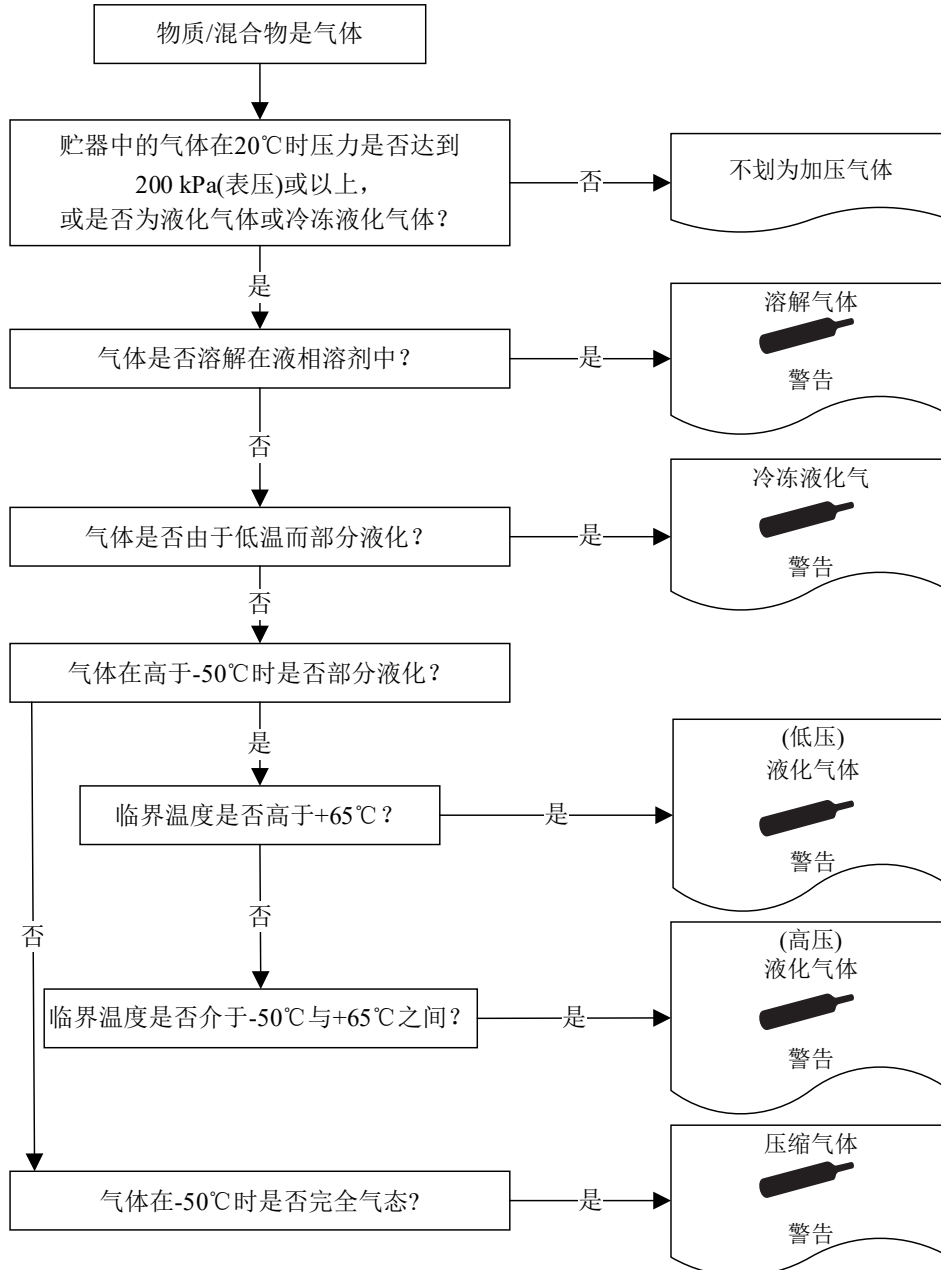 物质/混合物是气体
贮器中的气体在20℃时压力是否达到
200 kPa(表压)或以上，
或是否为液化气体或冷冻液化气体？
否
不划为加压气体
是
气体是否溶解在液相溶剂中？
是
溶解气体
警告
否
气体是否由于低温而部分液化？
是
冷冻液化气
警告
否
气体在高于-50℃时是否部分液化？
是
临界温度是否高于+65℃？
是
(低压)
液化气体
警告
否
否
临界温度是否介于-50℃与+65℃之间？
是
(高压)
液化气体
警告
气体在-50℃时是否完全气态?
是
压缩气体
警告